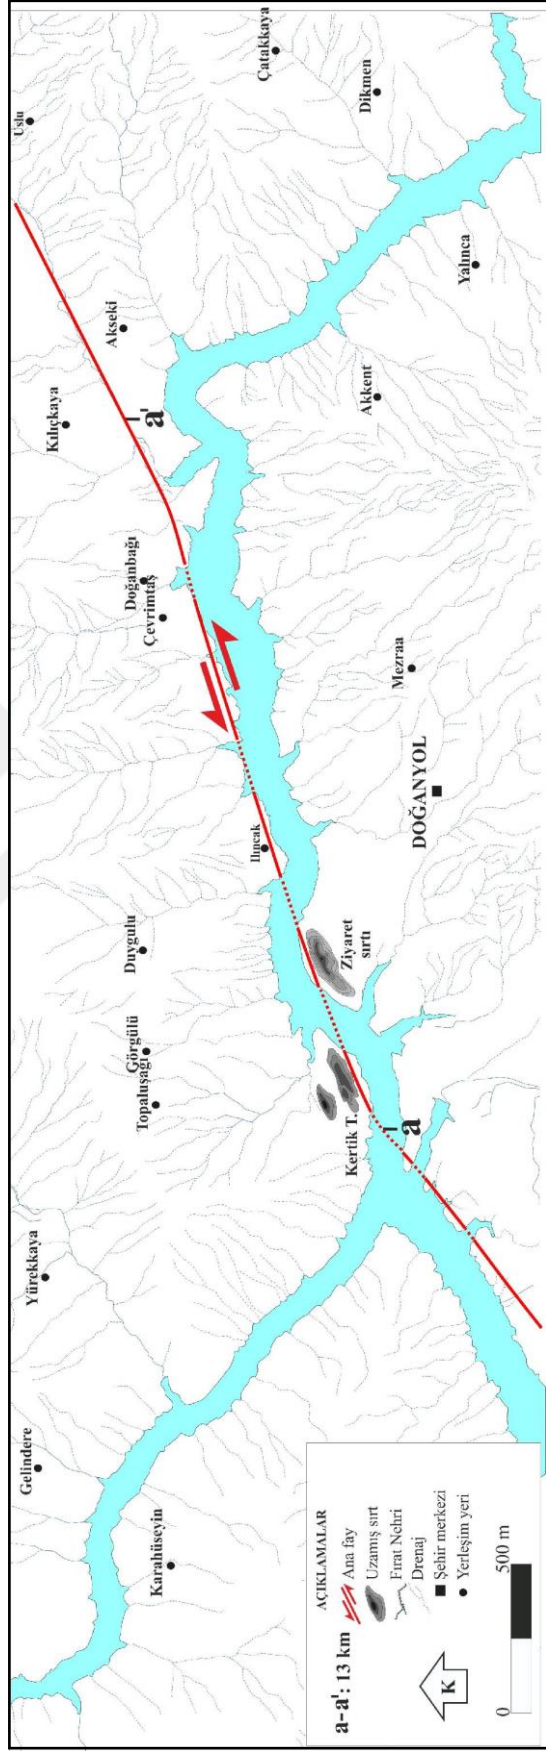 Uslu
Çatakkaya
Dikmen
Akseki
Yalınca
Kılıçkaya
a'
Akkent
Doğanbağı
Çevrimtaş
Mezraa
Ilıncak
DOĞANYOL
Duygulu
Ziyaret
sırtı
Görgülü
Topaluşağı
Kertik T.
a
Yürekkaya
Gelindere
Karahüseyin
AÇIKLAMALAR
a-a': 13 km
Ana fay
Uzamış sırt
Fırat Nehri
Drenaj
Şehir merkezi
Yerleşim yeri
K
0
500 m